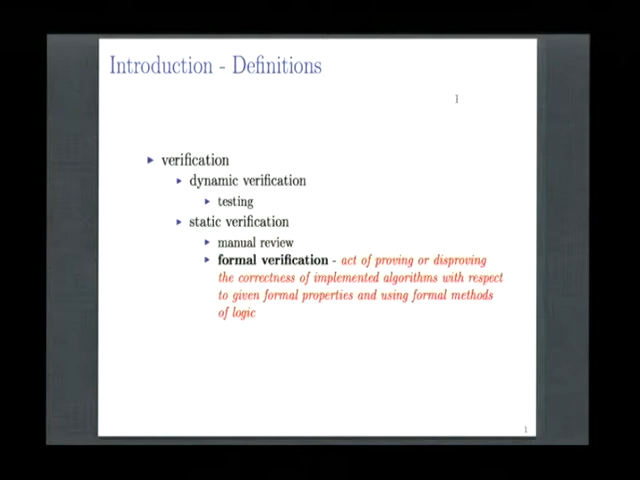 Introduction - Definitions
verification
dynamic verification
testing
static verification
manual review
formal verification - act of proving or disproving
the correctness of implemented algorithms with respect
to given formal properties and using formal methods
of logic
1